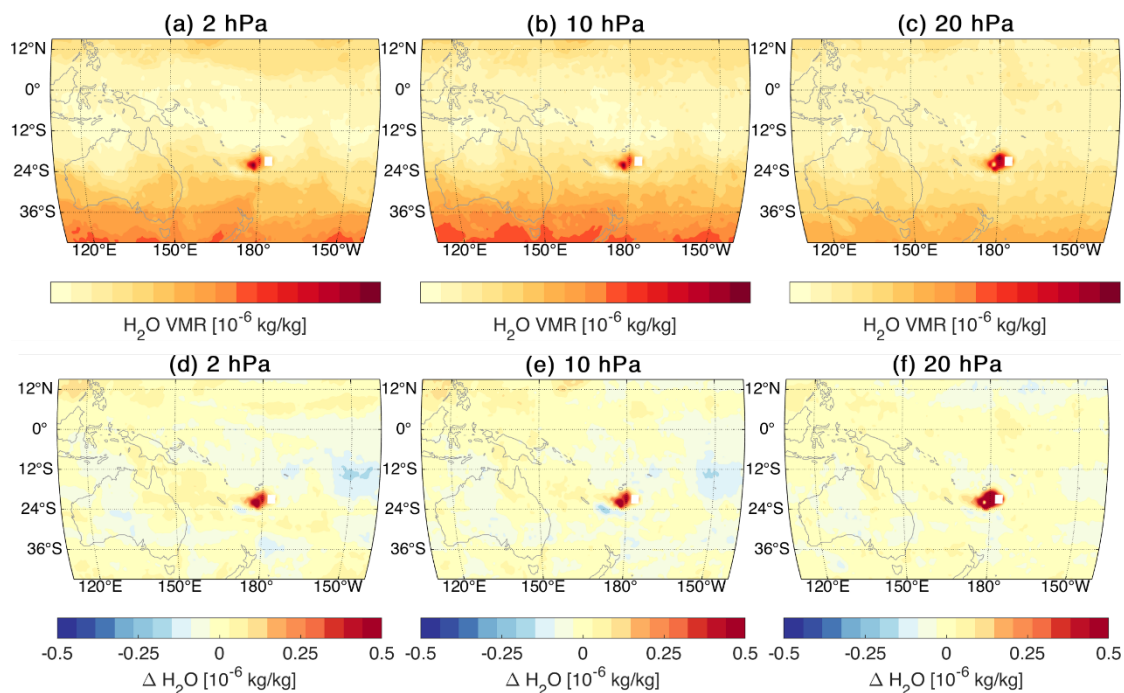 (a) 2 hPa (b) 10 hPa (c) 20 hPa
12°N
0°
12°S
24°S
36°S
120°E 150°E 180° 150°W
12°N
0°
12°S
24°S
36°S
120°E 150°E 180° 150°W
12°N
0°
12°S
24°S
36°S
120°E 150°E 180° 150°W
H₂O VMR [10⁻⁶ kg/kg] H₂O VMR [10⁻⁶ kg/kg] H₂O VMR [10⁻⁶ kg/kg]
(d) 2 hPa (e) 10 hPa (f) 20 hPa
12°N
0°
12°S
24°S
36°S
120°E 150°E 180° 150°W
12°N
0°
12°S
24°S
36°S
120°E 150°E 180° 150°W
12°N
0°
12°S
24°S
36°S
120°E 150°E 180° 150°W
-0.5 -0.25 0 0.25 0.5 -0.5 -0.25 0 0.25 0.5 -0.5 -0.25 0 0.25 0.5
Δ H₂O [10⁻⁶ kg/kg] Δ H₂O [10⁻⁶ kg/kg] Δ H₂O [10⁻⁶ kg/kg]